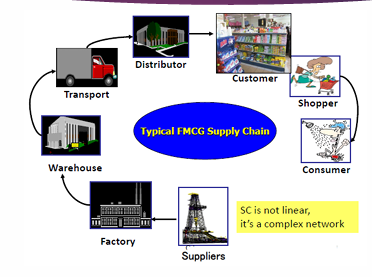 Distributor
Customer
Transport
Shopper
Typical FMCG Supply Chain
Warehouse
Consumer
SC is not linear,
it's a complex network
Factory
Suppliers